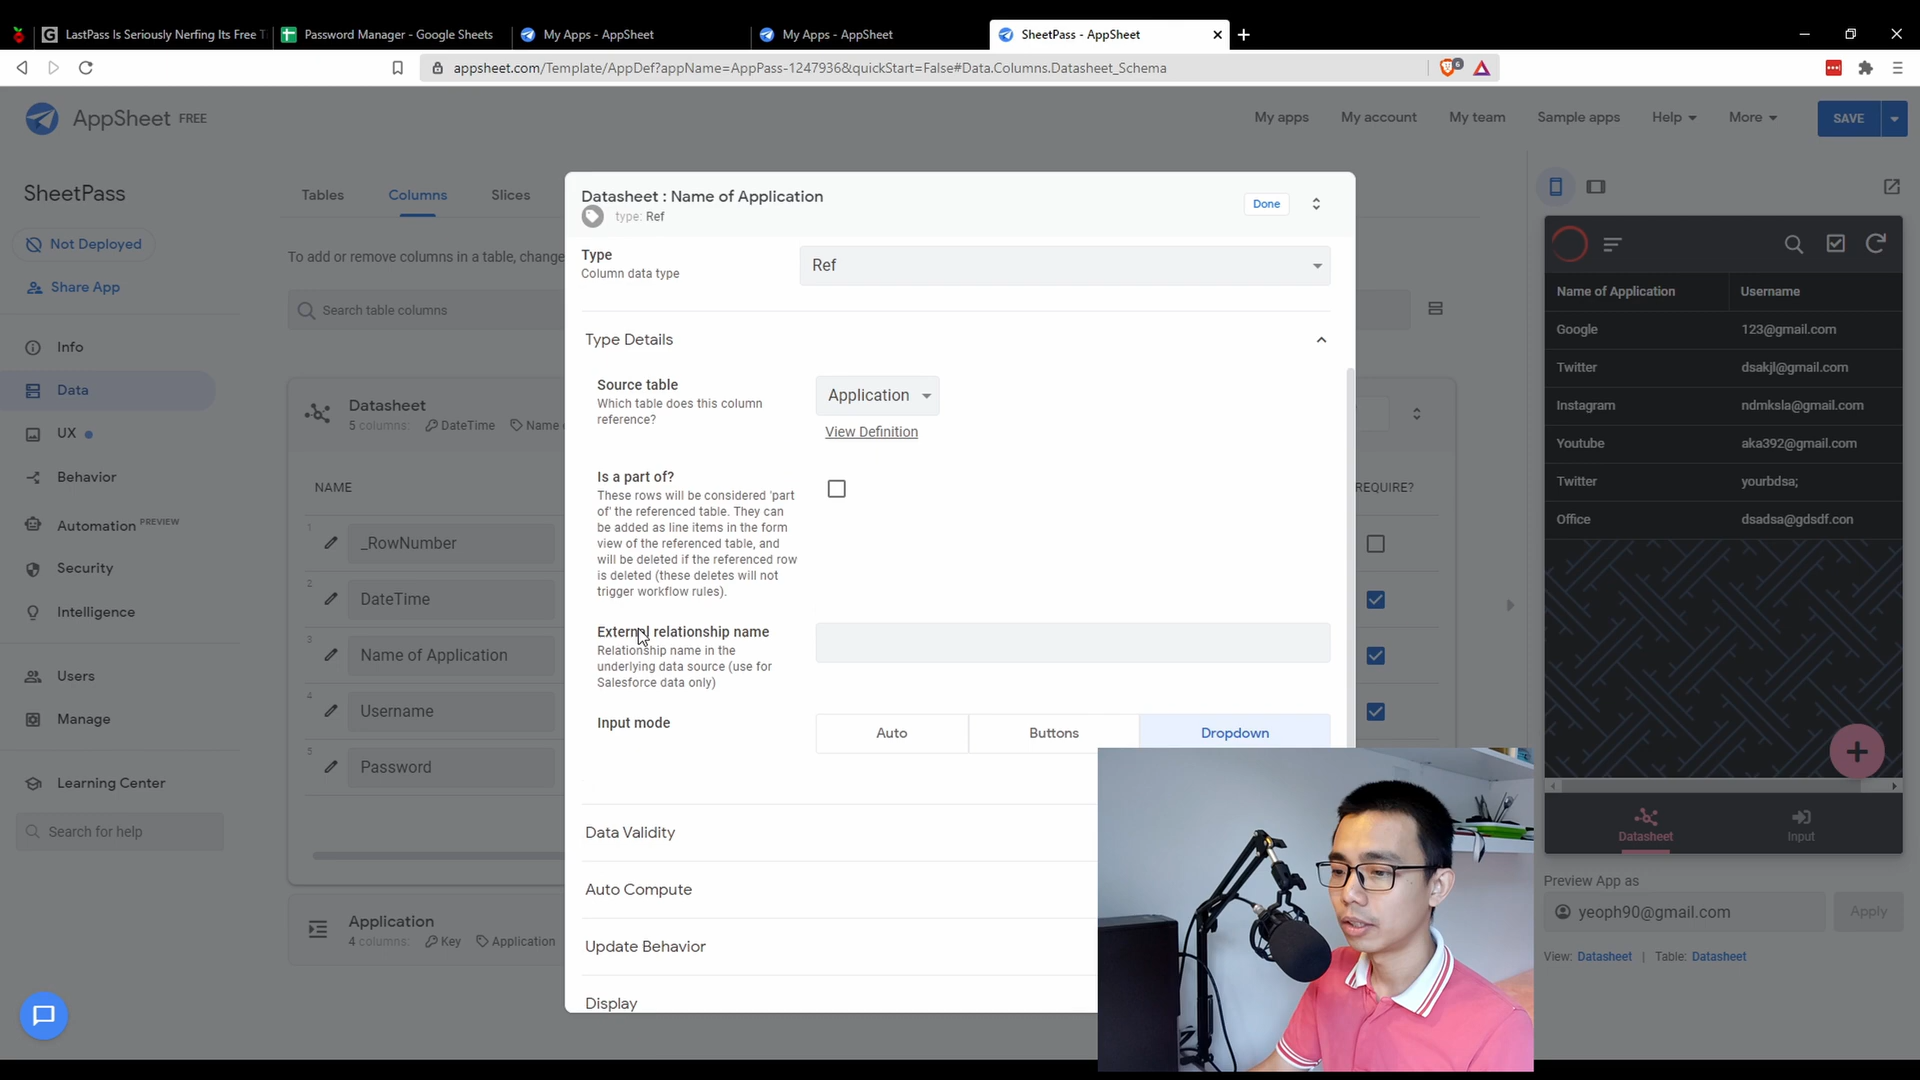 LastPass Is Seriously Nerfing Its Free T
Password Manager - Google Sheets
My Apps - AppSheet
My Apps - AppSheet
SheetPass - AppSheet
appsheet.com/Template/AppDef?appName=AppPass-1247936&quickStart=False#Data.Columns.Datasheet_Schema
6
AppSheet FREE
My apps
My account
My team
Sample apps
Help
More
SAVE
SheetPass
Not Deployed
Share App
Info
Data
UX
Behavior
Automation PREVIEW
Security
Intelligence
Users
Manage
Learning Center
Search for help
Tables
Columns
Slices
To add or remove columns in a table, change
Search table columns
Datasheet
5 columns: DateTime Name
NAME
REQUIRE?
1
_RowNumber
2
DateTime
3
Name of Application
4
Username
5
Password
Application
4 columns: Key Application
Datasheet : Name of Application
type: Ref
Done
Type
Column data type
Ref
Type Details
Source table
Which table does this column
reference?
Application
View Definition
Is a part of?
These rows will be considered 'part
of' the referenced table. They can
be added as line items in the form
view of the referenced table, and
will be deleted if the referenced row
is deleted (these deletes will not
trigger workflow rules).
External relationship name
Relationship name in the
underlying data source (use for
Salesforce data only)
Input mode
Auto
Buttons
Dropdown
Data Validity
Auto Compute
Update Behavior
Display
Name of Application Username
Google 123@gmail.com
Twitter dsakjl@gmail.com
Instagram ndmksla@gmail.com
Youtube aka392@gmail.com
Twitter yourbdsa;
Office dsadsa@gdsdf.con
Datasheet
Input
Preview App as
yeoph90@gmail.com
Apply
View: Datasheet | Table: Datasheet